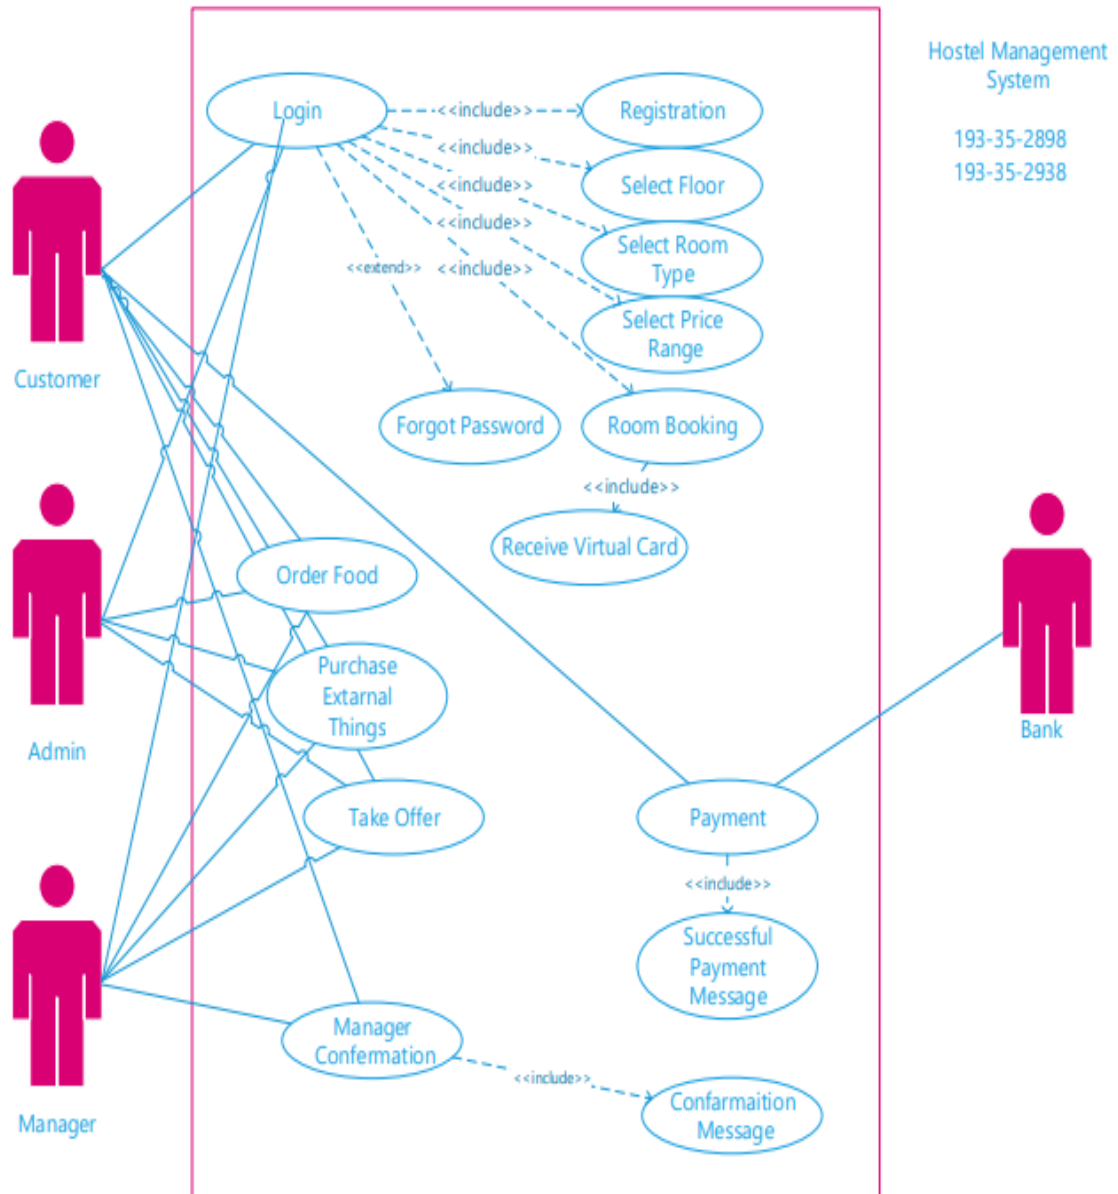 Hostel Management
System
193-35-2898
193-35-2938
Login
<<include>>
Registration
<<include>>
Select Floor
<<include>>
Select Room
Type
<<include>>
Select Price
Range
<<extend>>
<<include>>
Customer
Forgot Password
Room Booking
<<include>>
Receive Virtual Card
Order Food
Purchase
Extarnal
Things
Admin
Bank
Take Offer
Payment
<<include>>
Successful
Payment
Message
Manager
Confermation
<<include>>
Confarmaition
Message
Manager